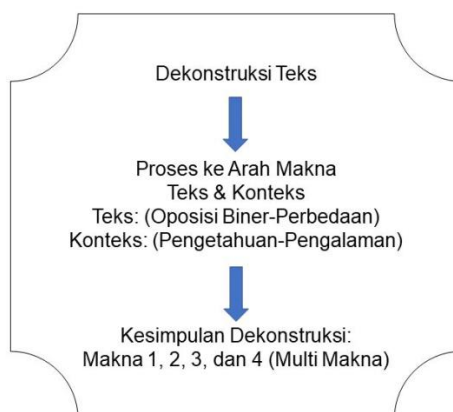 Dekonstruksi Teks
Proses ke Arah Makna
Teks & Konteks
Teks: (Oposisi Biner-Perbedaan)
Konteks: (Pengetahuan-Pengalaman)
Kesimpulan Dekonstruksi:
Makna 1, 2, 3, dan 4 (Multi Makna)